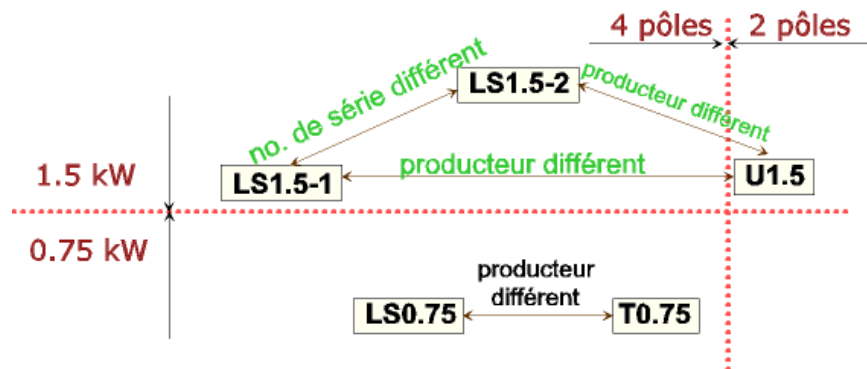 4 pôles 2 pôles
LS1.5-2
no. de série différent
producteur différent
1.5 kW
LS1.5-1
producteur différent
U1.5
0.75 kW
producteur
différent
LS0.75
T0.75